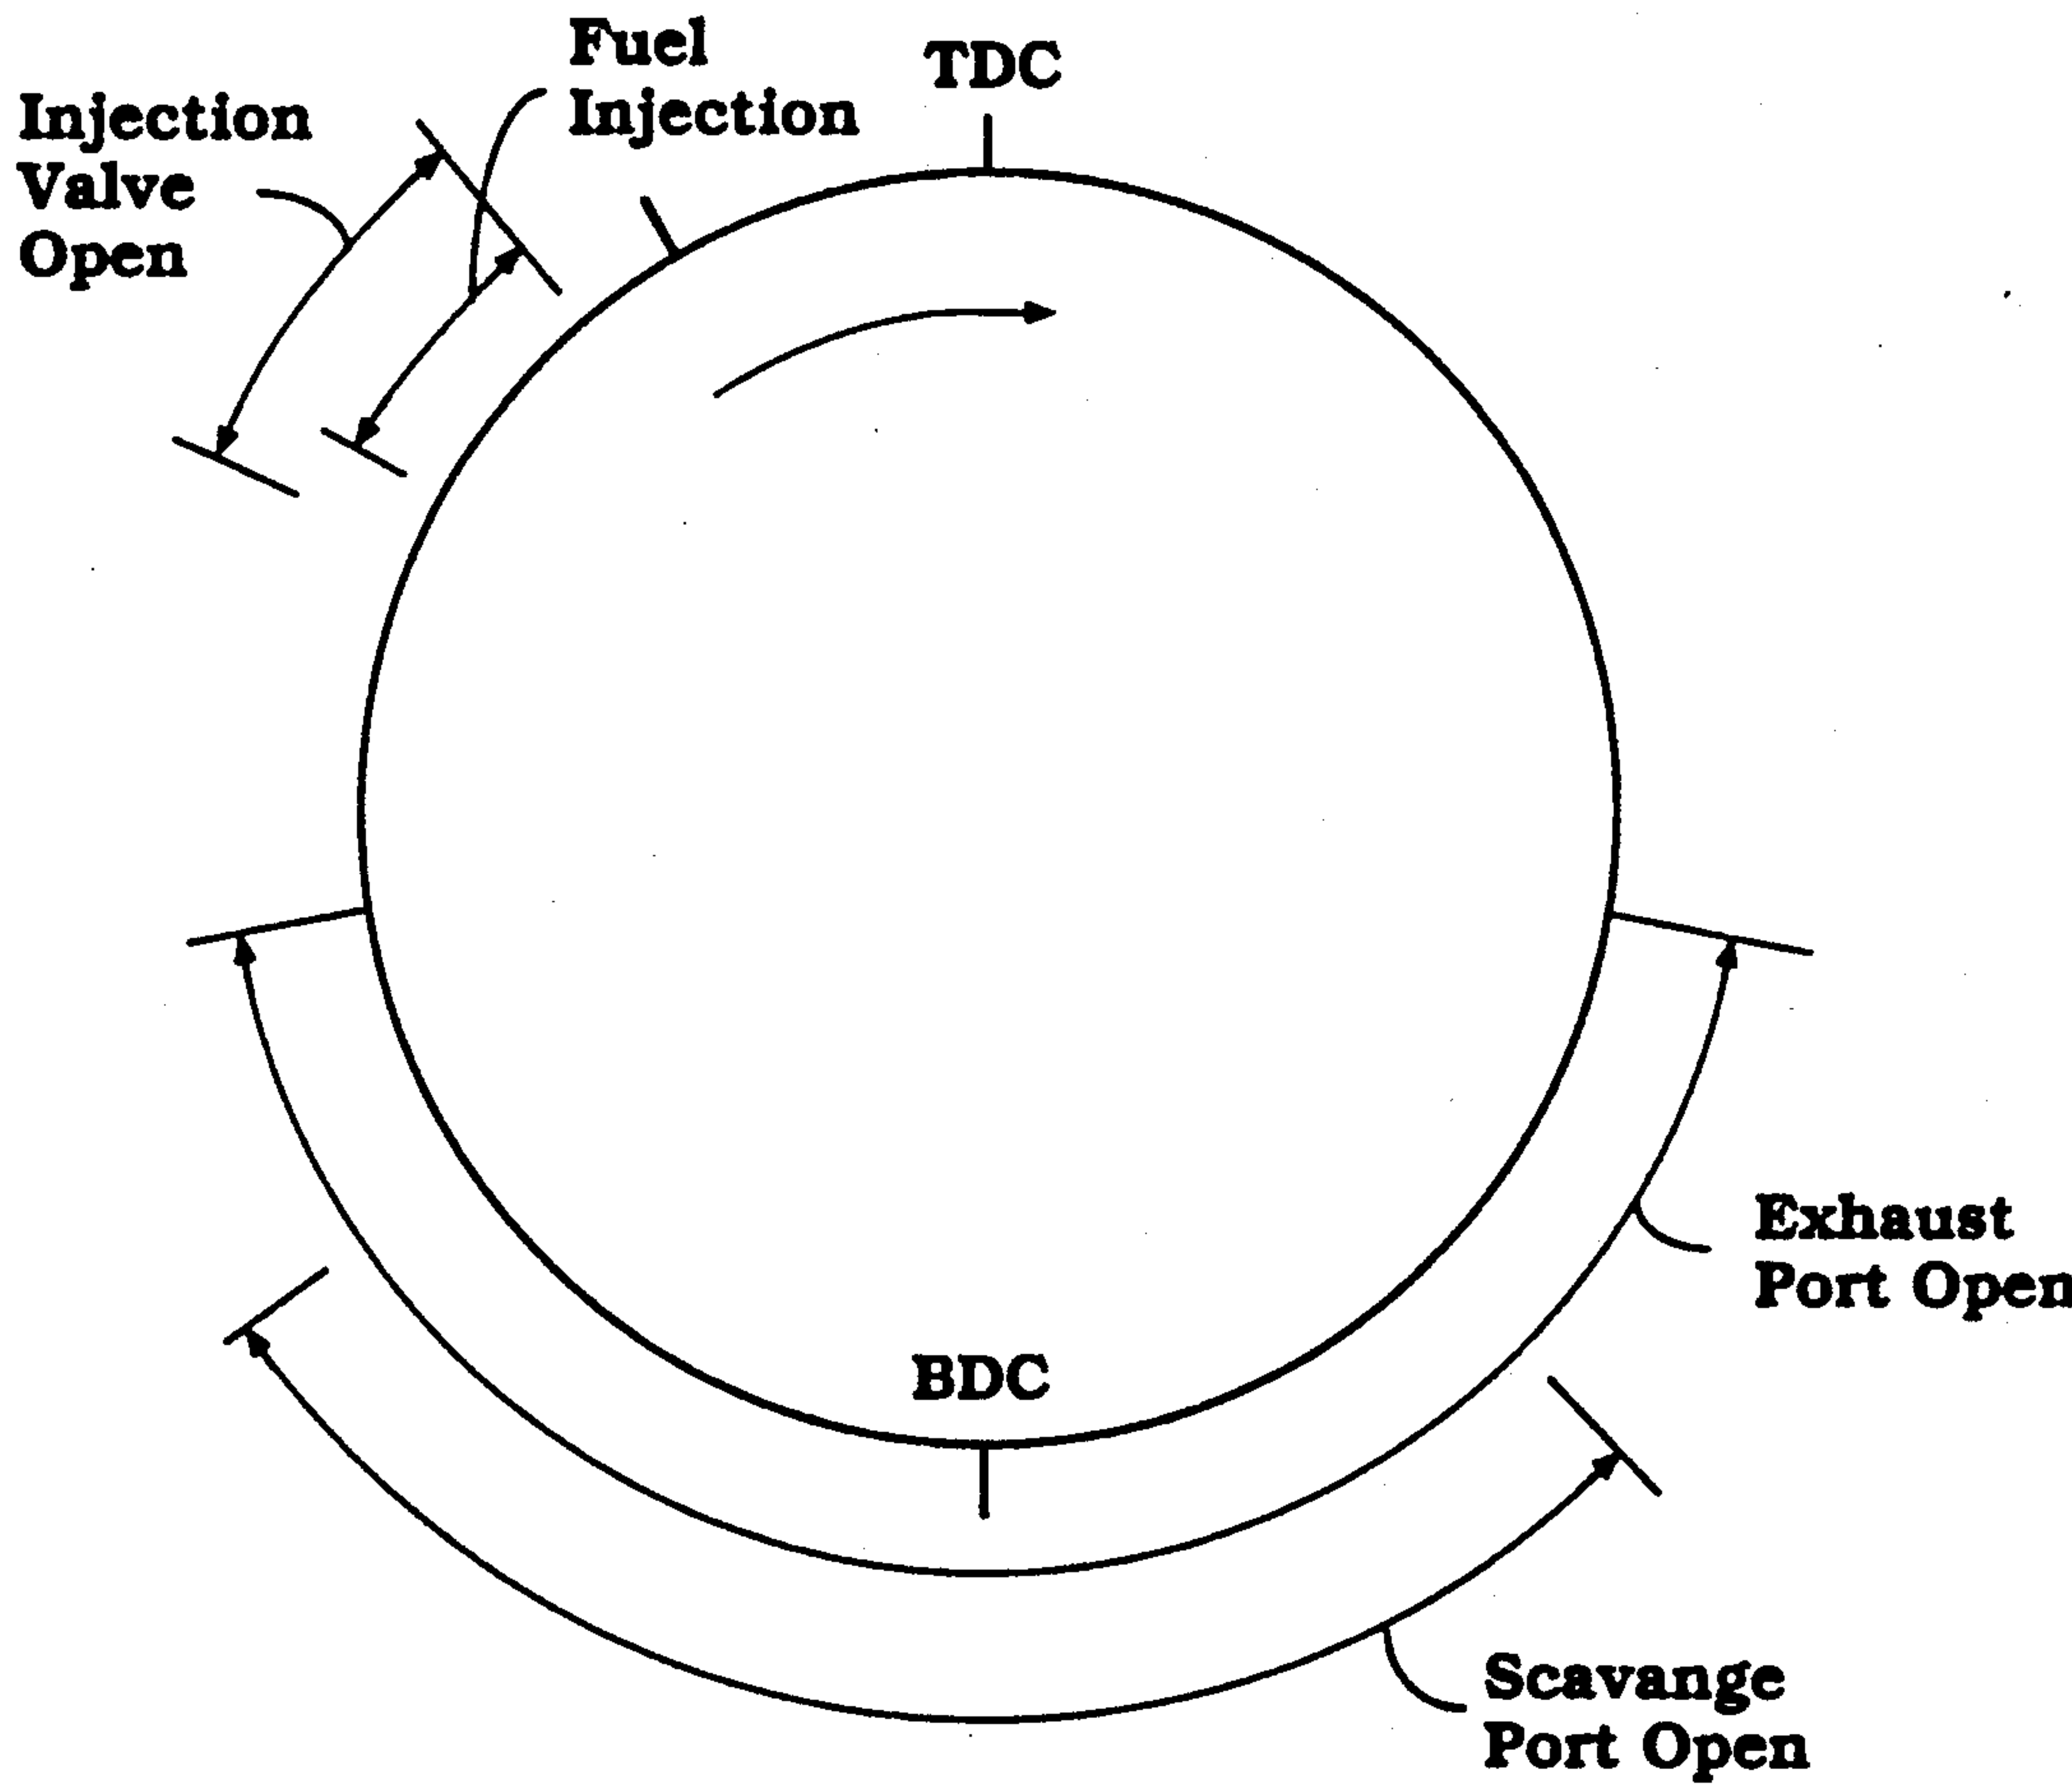 Fuel
Injection
TDC
Injection
Valve
Open
Exhaust
Port Open
BDC
Scavange
Port Open